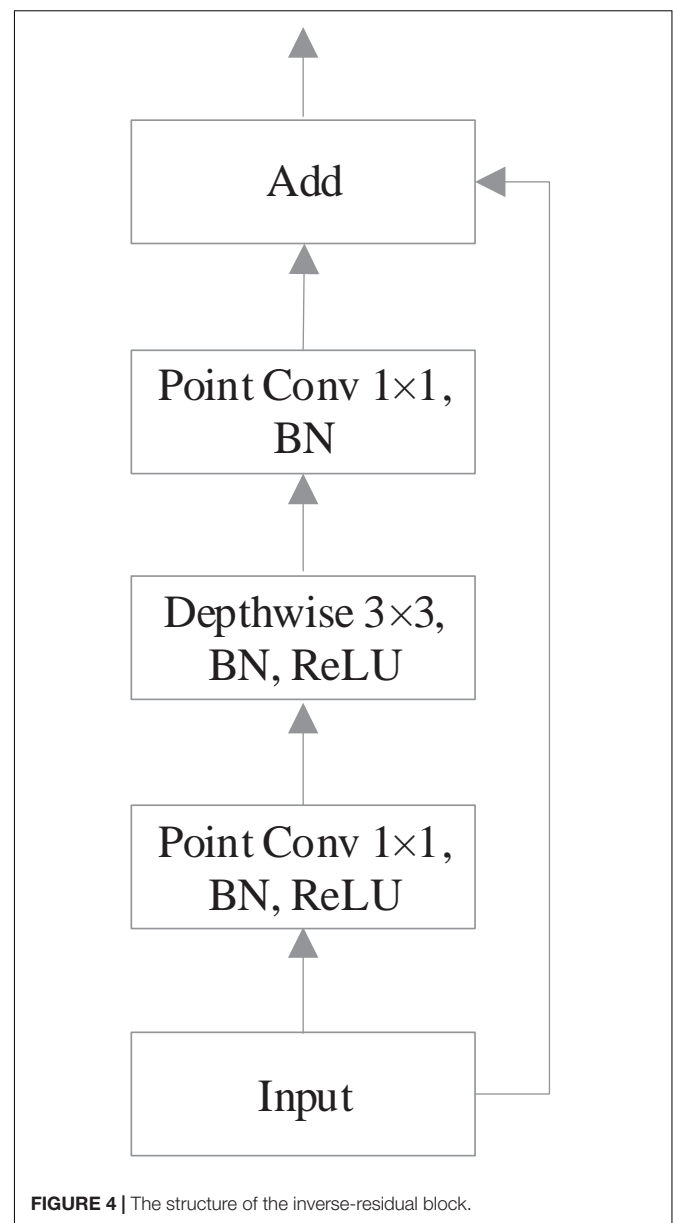 Add
Point Conv 1×1,
BN
Depthwise 3×3,
BN, ReLU
Point Conv 1×1,
BN, ReLU
Input
FIGURE 4 | The structure of the inverse-residual block.